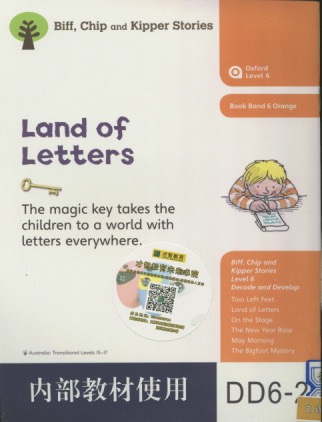 Biff, Chip and Kipper Stories
Oxford
Level 6
Book Band 6 Orange
Land of
Letters
The magic key takes the
children to a world with
letters everywhere.
Biff, Chip and
Kipper Stories
Level 6
Decode and Develop
Two Left Feet
Land of Letters
On the Stage
The New Year Race
May Morning
The Bigfoot Mystery
Australia: Transitional Levels 15–17
内部教材使用
DD6-2